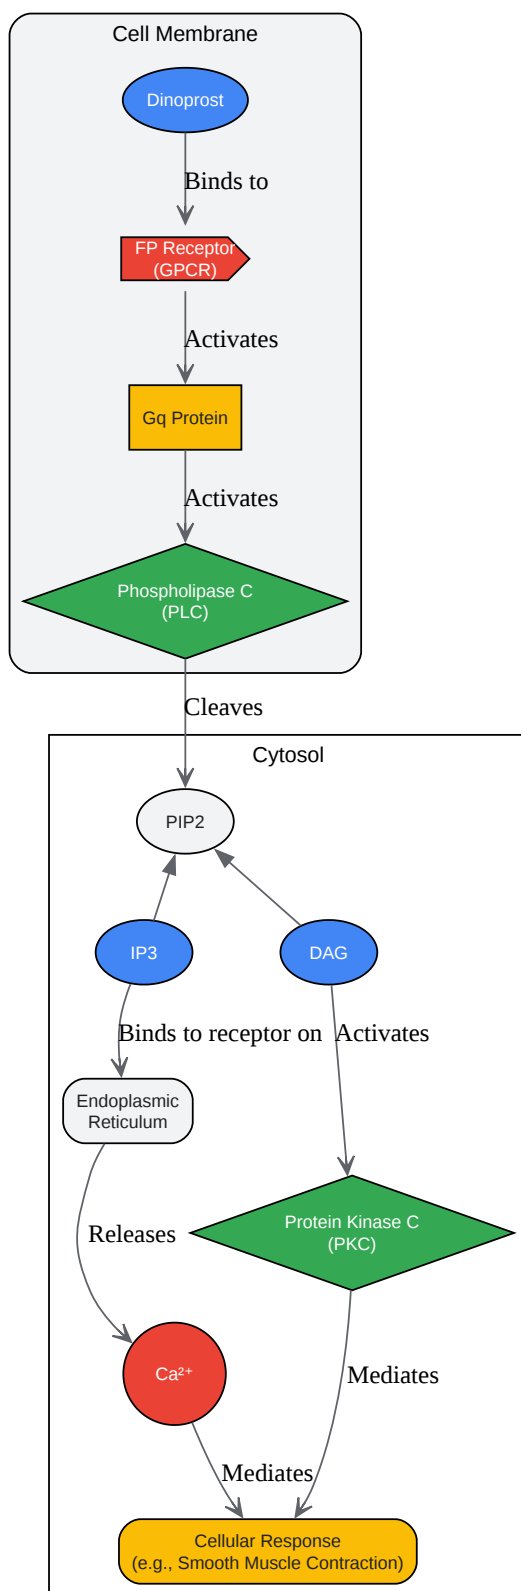 Cell Membrane
Dinoprost
Binds to
FP Receptor
(GPCR)
Activates
Gq Protein
Activates
Phospholipase C
(PLC)
Cleaves
Cytosol
PIP2
IP3
DAG
Binds to receptor on
Activates
Endoplasmic
Reticulum
Protein Kinase C
(PKC)
Releases
Ca²⁺
Mediates
Mediates
Cellular Response
(e.g., Smooth Muscle Contraction)